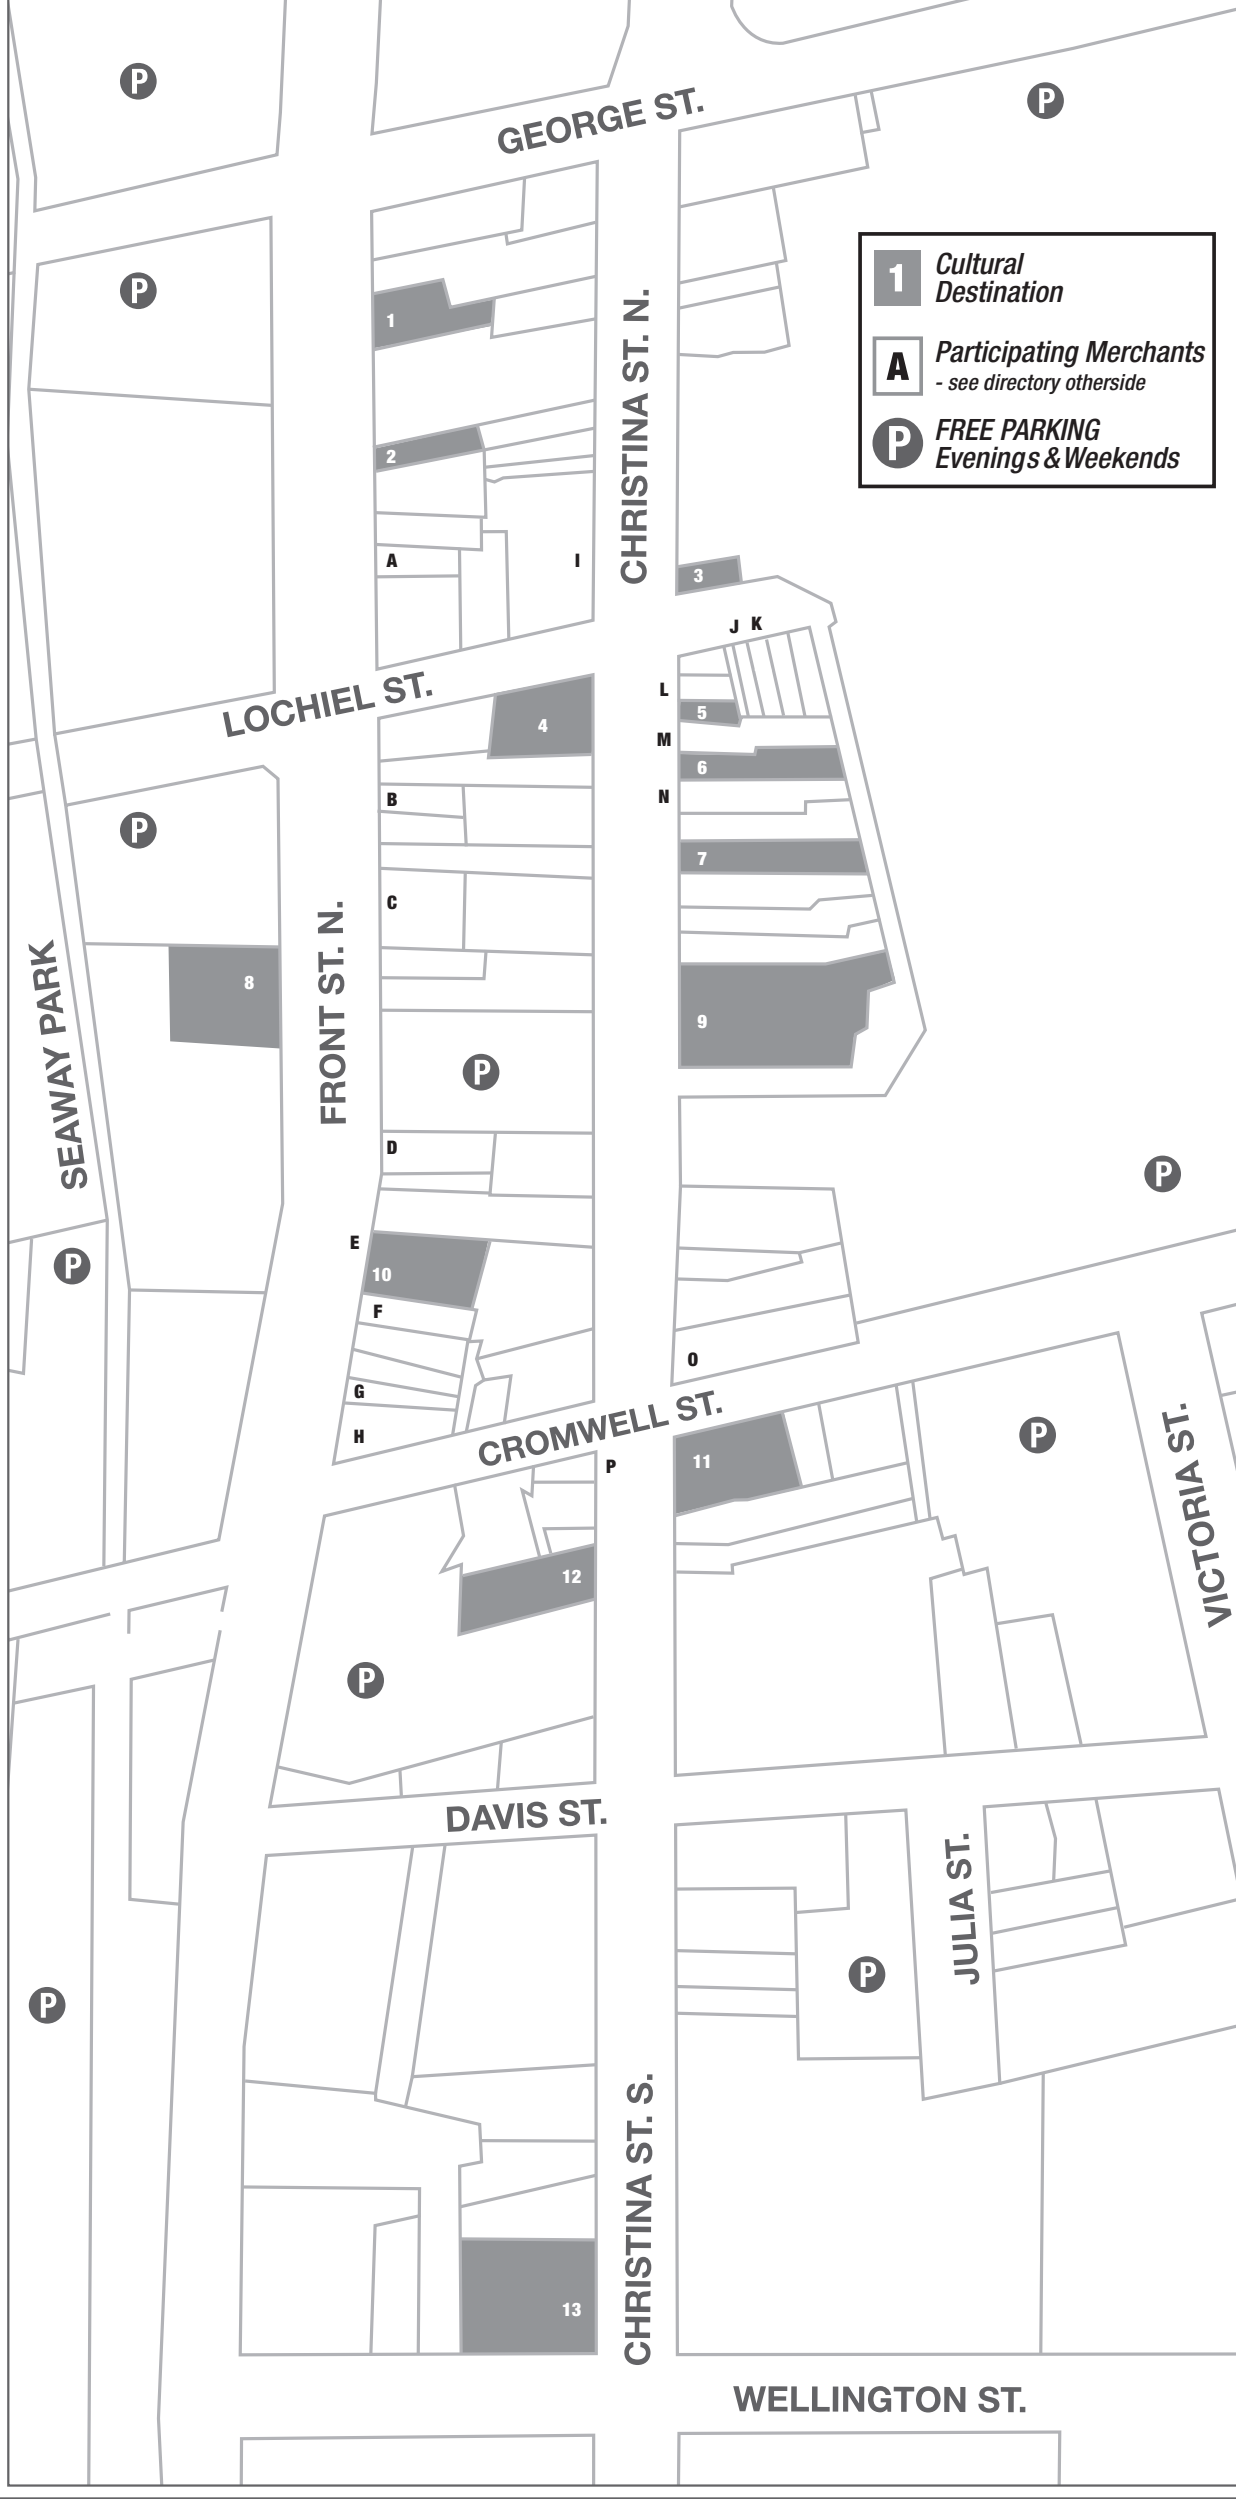 P
P
GEORGE ST.
P
1
Cultural
Destination
A
Participating Merchants
- see directory otherside
P
FREE PARKING
Evenings & Weekends
1
2
CHRISTINA ST. N.
A
I
3
J
K
LOCHIEL ST.
4
L
5
M
6
N
B
P
7
C
SEAWAY PARK
FRONT ST. N.
8
9
P
D
P
E
10
P
F
O
G
H
CROMWELL ST.
P
11
P
VICTORIA ST.
12
P
DAVIS ST.
JULIA ST.
P
P
CHRISTINA ST. S.
13
WELLINGTON ST.